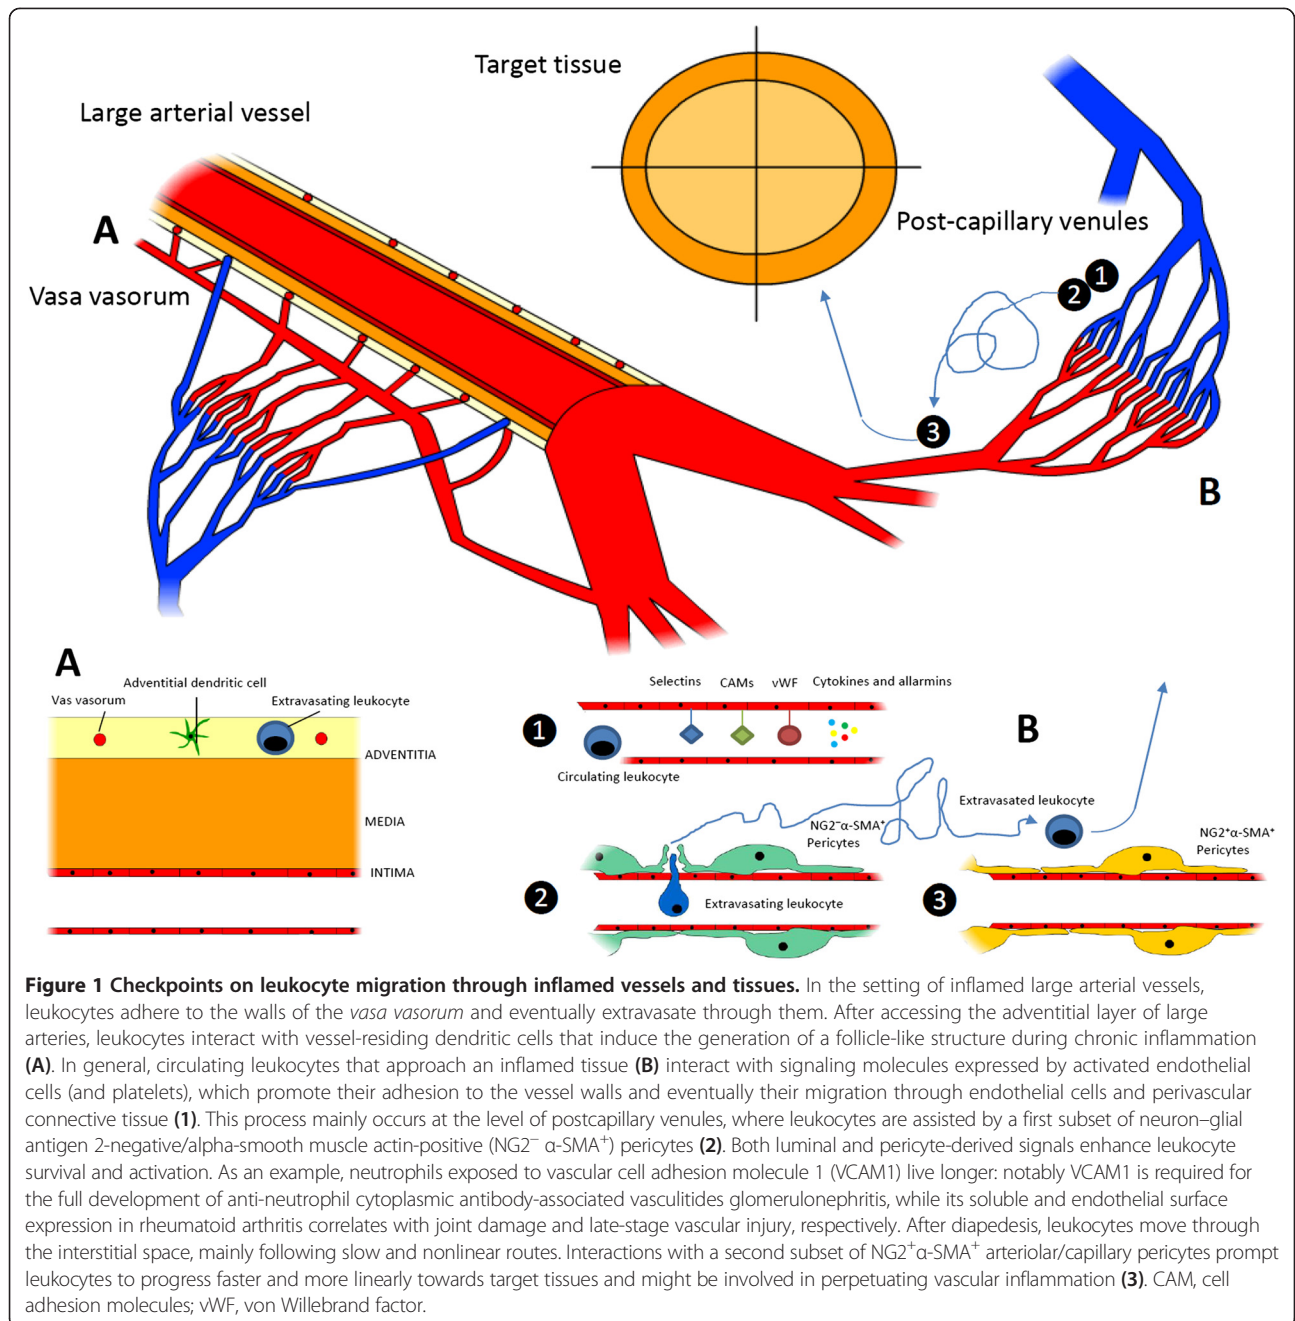 Target tissue
Large arterial vessel
A
Post-capillary venules
Vasa vasorum
1
2
3
B
A
Adventitial dendritic cell
Vas vasorum
Extravasating leukocyte
ADVENTITIA
MEDIA
INTIMA
Selectins
CAMs
vWF
Cytokines and allarmins
1
B
Circulating leukocyte
Extravasated leukocyte
NG2⁻α-SMA⁺
Pericytes
NG2⁺α-SMA⁺
Pericytes
2
Extravasating leukocyte
3
Figure 1 Checkpoints on leukocyte migration through inflamed vessels and tissues. In the setting of inflamed large arterial vessels,
leukocytes adhere to the walls of the vasa vasorum and eventually extravasate through them. After accessing the adventitial layer of large
arteries, leukocytes interact with vessel-residing dendritic cells that induce the generation of a follicle-like structure during chronic inflammation
(A). In general, circulating leukocytes that approach an inflamed tissue (B) interact with signaling molecules expressed by activated endothelial
cells (and platelets), which promote their adhesion to the vessel walls and eventually their migration through endothelial cells and perivascular
connective tissue (1). This process mainly occurs at the level of postcapillary venules, where leukocytes are assisted by a first subset of neuron–glial
antigen 2-negative/alpha-smooth muscle actin-positive (NG2⁻ α-SMA⁺) pericytes (2). Both luminal and pericyte-derived signals enhance leukocyte
survival and activation. As an example, neutrophils exposed to vascular cell adhesion molecule 1 (VCAM1) live longer: notably VCAM1 is required for
the full development of anti-neutrophil cytoplasmic antibody-associated vasculitides glomerulonephritis, while its soluble and endothelial surface
expression in rheumatoid arthritis correlates with joint damage and late-stage vascular injury, respectively. After diapedesis, leukocytes move through
the interstitial space, mainly following slow and nonlinear routes. Interactions with a second subset of NG2⁺α-SMA⁺ arteriolar/capillary pericytes prompt
leukocytes to progress faster and more linearly towards target tissues and might be involved in perpetuating vascular inflammation (3). CAM, cell
adhesion molecules; vWF, von Willebrand factor.